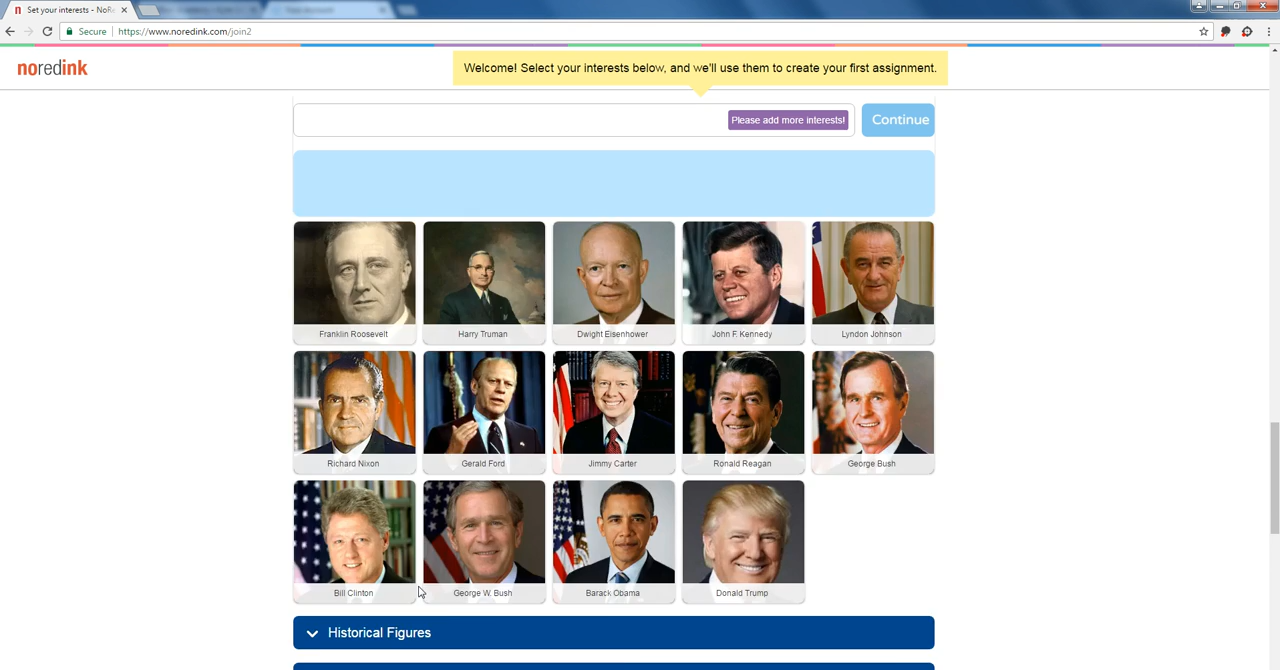 Set your interests - NoRe
Secure https://www.noredink.com/join2
noredink
Welcome! Select your interests below, and we'll use them to create your first assignment.
Please add more interests!
Continue
Franklin Roosevelt
Harry Truman
Dwight Eisenhower
John F. Kennedy
Lyndon Johnson
Richard Nixon
Gerald Ford
Jimmy Carter
Ronald Reagan
George Bush
Bill Clinton
George W. Bush
Barack Obama
Donald Trump
Historical Figures